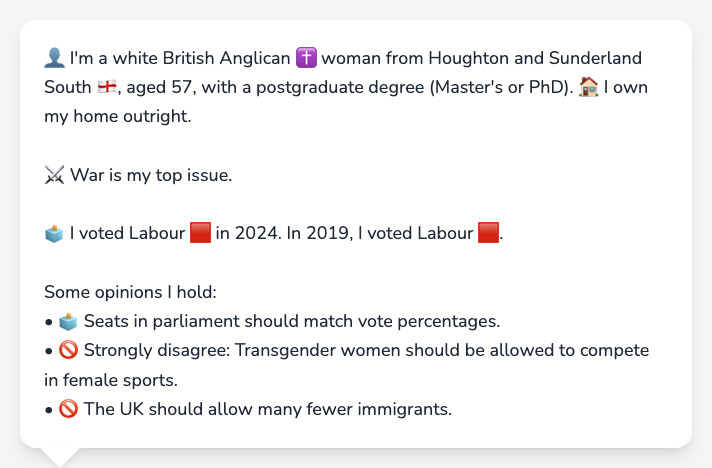 👤 I'm a white British Anglican ✝️ woman from Houghton and Sunderland
South 🏴󠁧󠁢󠁥󠁮󠁧󠁿, aged 57, with a postgraduate degree (Master's or PhD). 🏠 I own
my home outright.
⚔️ War is my top issue.
🗳️ I voted Labour 🟥 in 2024. In 2019, I voted Labour 🟥.
Some opinions I hold:
• 🗳️ Seats in parliament should match vote percentages.
• 🚫 Strongly disagree: Transgender women should be allowed to compete
in female sports.
• 🚫 The UK should allow many fewer immigrants.